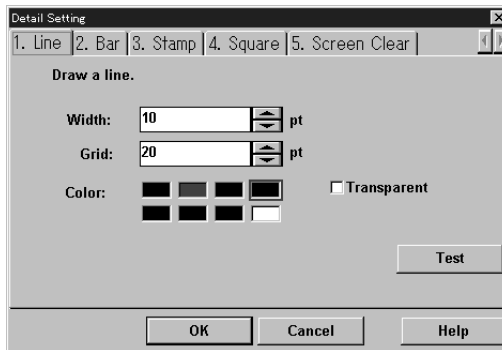 Detail Setting
1. Line 2. Bar 3. Stamp 4. Square 5. Screen Clear
Draw a line.
Width: 10 pt
Grid: 20 pt
Color: Transparent
Test
OK Cancel Help